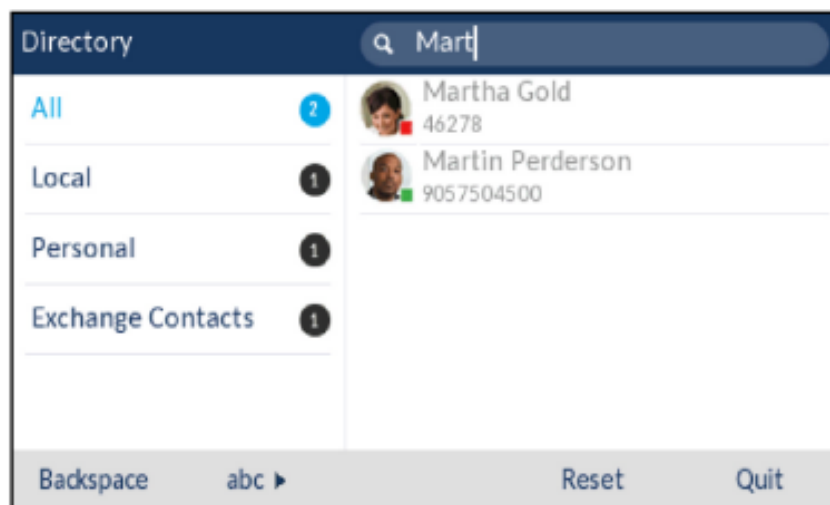 Directory
Mart
All 2
Local 1
Personal 1
Exchange Contacts 1
Martha Gold
46278
Martin Perderson
9057504500
Backspace abc Reset Quit